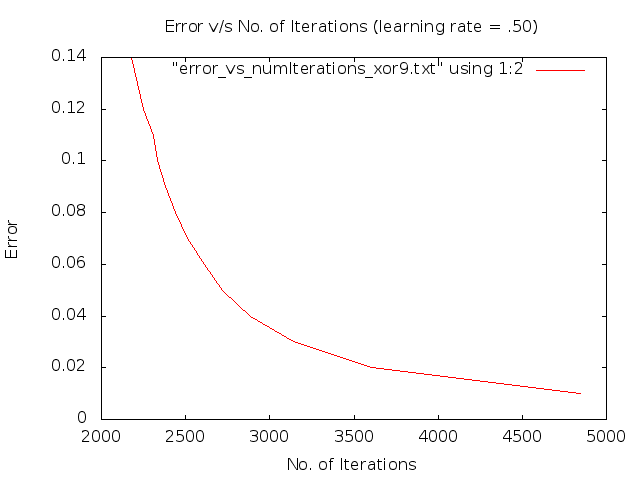 Error v/s No. of Iterations (learning rate = .50)
"error_vs_numIterations_xor9.txt" using 1:2
0.14
0.12
0.1
0.08
0.06
0.04
0.02
0
Error
2000 2500 3000 3500 4000 4500 5000
No. of Iterations